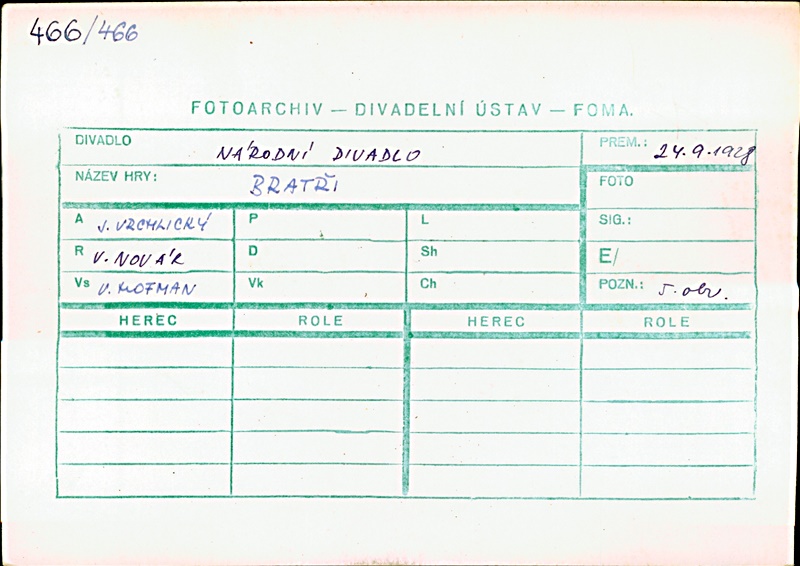 466/466
FOTOARCHIV — DIVADELNÍ ÚSTAV — FOMA.
DIVADLO NÁRODNÍ DIVADLO PREM.: 24.9.1928
NÁZEV HRY: BRATŘI FOTO
A J. VRCHLICKÝ P L SIG.:
R V. NOVÁK D Sh E/
Vs V. HOFMAN Vk Ch POZN.: 5. obr.
HEREC ROLE HEREC ROLE